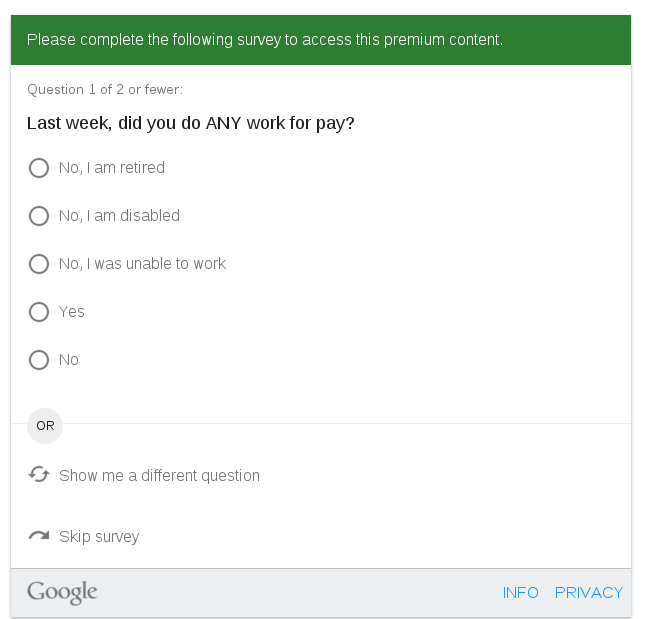 Please complete the following survey to access this premium content.
Question 1 of 2 or fewer:
Last week, did you do ANY work for pay?
No, I am retired
No, I am disabled
No, I was unable to work
Yes
No
OR
Show me a different question
Skip survey
Google INFO PRIVACY